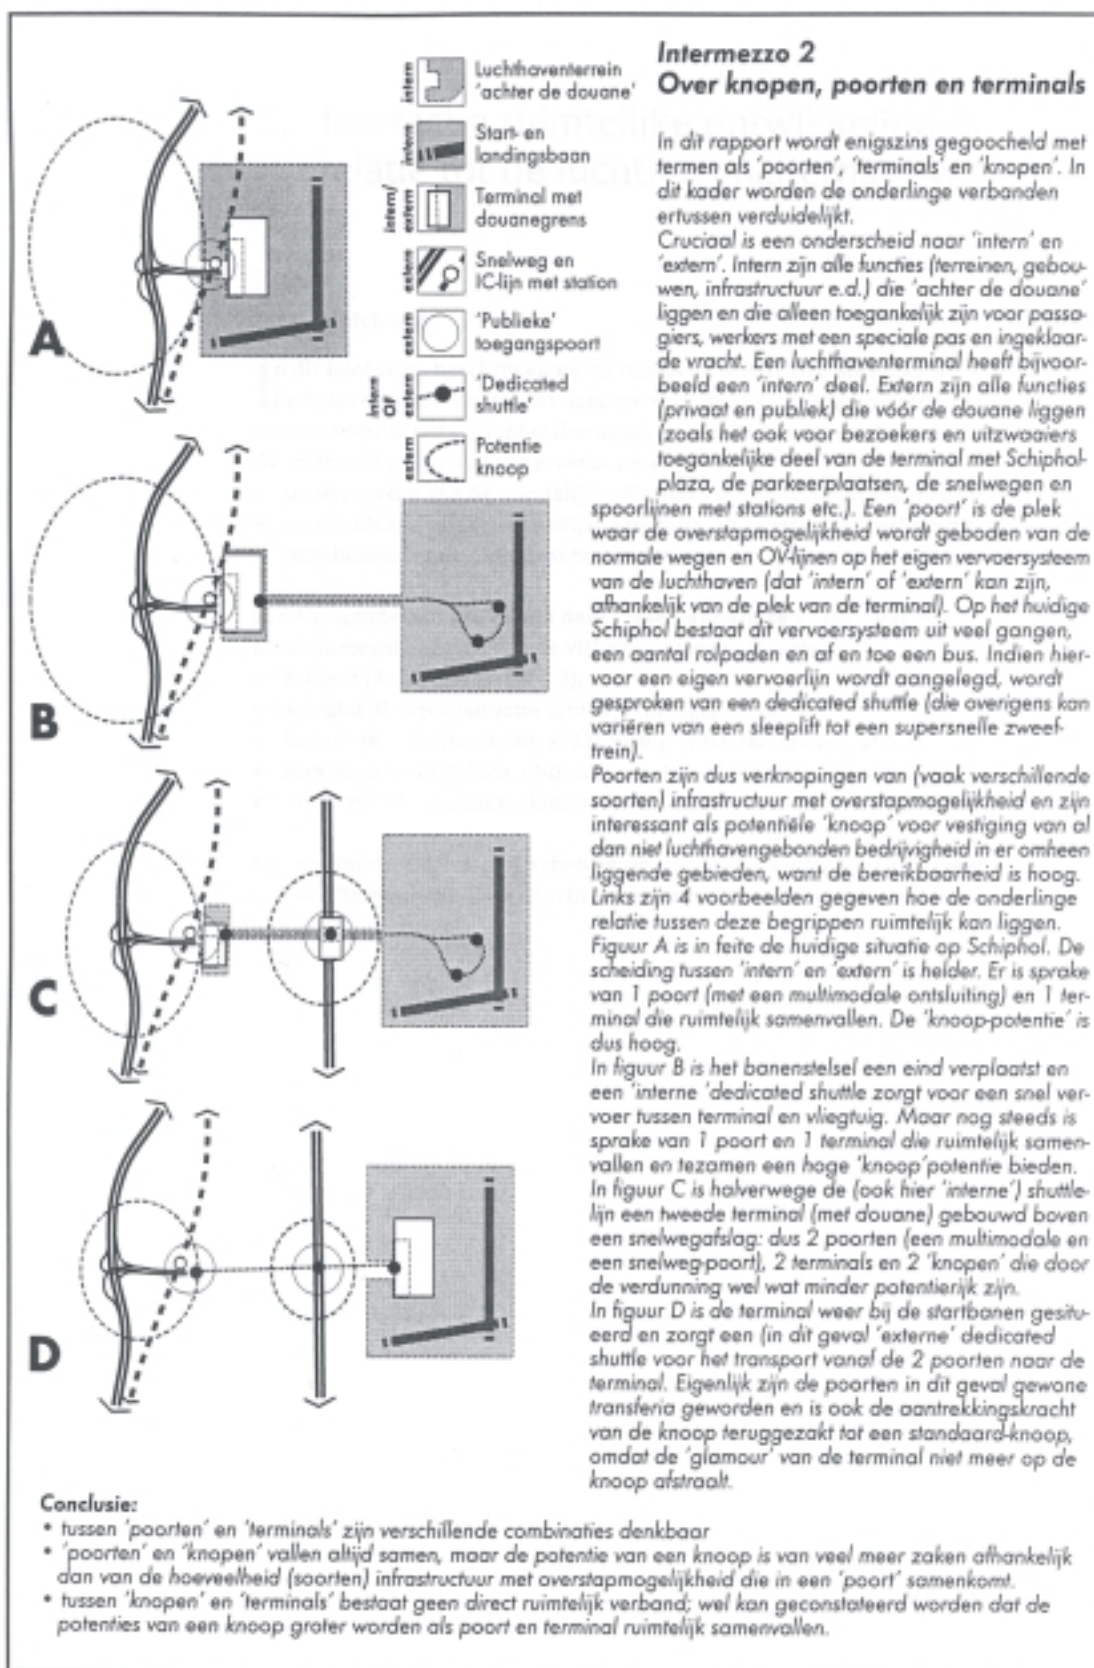 Intermezzo 2
Over knopen, poorten en terminals
intern
Luchthaventerrein
'achter de douane'
intern
Start- en
landingsbaan
intern/
extern
Terminal met
douanegrens
extern
Snelweg en
IC-lijn met station
extern
'Publieke'
toegangspoort
intern
OF
extern
'Dedicated
shuttle'
extern
Potentie
knoop
A
B
C
D
In dit rapport wordt enigszins gegoocheld met
termen als 'poorten', 'terminals' en 'knopen'. In
dit kader worden de onderlinge verbanden
ertussen verduidelijkt.
Cruciaal is een onderscheid naar 'intern' en
'extern'. Intern zijn alle functies (terreinen, gebou-
wen, infrastructuur e.d.) die 'achter de douane'
liggen en die alleen toegankelijk zijn voor passa-
giers, werkers met een speciale pas en ingeklaar-
de vracht. Een luchthaventerminal heeft bijvoor-
beeld een 'intern' deel. Extern zijn alle functies
(privaat en publiek) die vóór de douane liggen
(zoals het ook voor bezoekers en uitzwaaiers
toegankelijke deel van de terminal met Schiphol-
plaza, de parkeerplaatsen, de snelwegen en
spoorlijnen met stations etc.). Een 'poort' is de plek
waar de overstapmogelijkheid wordt geboden van de
normale wegen en OV-lijnen op het eigen vervoersysteem
van de luchthaven (dat 'intern' of 'extern' kan zijn,
afhankelijk van de plek van de terminal). Op het huidige
Schiphol bestaat dit vervoersysteem uit veel gangen,
een aantal rolpaden en af en toe een bus. Indien hier-
voor een eigen vervoerlijn wordt aangelegd, wordt
gesproken van een dedicated shuttle (die overigens kan
variëren van een sleeplift tot een supersnelle zweef-
trein).
Poorten zijn dus verknopingen van (vaak verschillende
soorten) infrastructuur met overstapmogelijkheid en zijn
interessant als potentiële 'knoop' voor vestiging van al
dan niet luchthavengebonden bedrijvigheid in er omheen
liggende gebieden, want de bereikbaarheid is hoog.
Links zijn 4 voorbeelden gegeven hoe de onderlinge
relatie tussen deze begrippen ruimtelijk kan liggen.
Figuur A is in feite de huidige situatie op Schiphol. De
scheiding tussen 'intern' en 'extern' is helder. Er is sprake
van 1 poort (met een multimodale ontsluiting) en 1 ter-
minal die ruimtelijk samenvallen. De 'knoop-potentie' is
dus hoog.
In figuur B is het banenstelsel een eind verplaatst en
een 'interne 'dedicated shuttle zorgt voor een snel ver-
voer tussen terminal en vliegtuig. Maar nog steeds is
sprake van 1 poort en 1 terminal die ruimtelijk samen-
vallen en tezamen een hoge 'knoop'potentie bieden.
In figuur C is halverwege de (ook hier 'interne') shuttle-
lijn een tweede terminal (met douane) gebouwd boven
een snelwegafslag: dus 2 poorten (een multimodale en
een snelweg-poort), 2 terminals en 2 'knopen' die door
de verdunning wel wat minder potentierijk zijn.
In figuur D is de terminal weer bij de startbanen gesitu-
eerd en zorgt een (in dit geval 'externe' dedicated
shuttle voor het transport vanaf de 2 poorten naar de
terminal. Eigenlijk zijn de poorten in dit geval gewone
transferia geworden en is ook de aantrekkingskracht
van de knoop teruggezakt tot een standaard-knoop,
omdat de 'glamour' van de terminal niet meer op de
knoop afstraalt.
Conclusie:
• tussen 'poorten' en 'terminals' zijn verschillende combinaties denkbaar
• 'poorten' en 'knopen' vallen altijd samen, maar de potentie van een knoop is van veel meer zaken afhankelijk
dan van de hoeveelheid (soorten) infrastructuur met overstapmogelijkheid die in een 'poort' samenkomt.
• tussen 'knopen' en 'terminals' bestaat geen direct ruimtelijk verband; wel kan geconstateerd worden dat de
potenties van een knoop groter worden als poort en terminal ruimtelijk samenvallen.